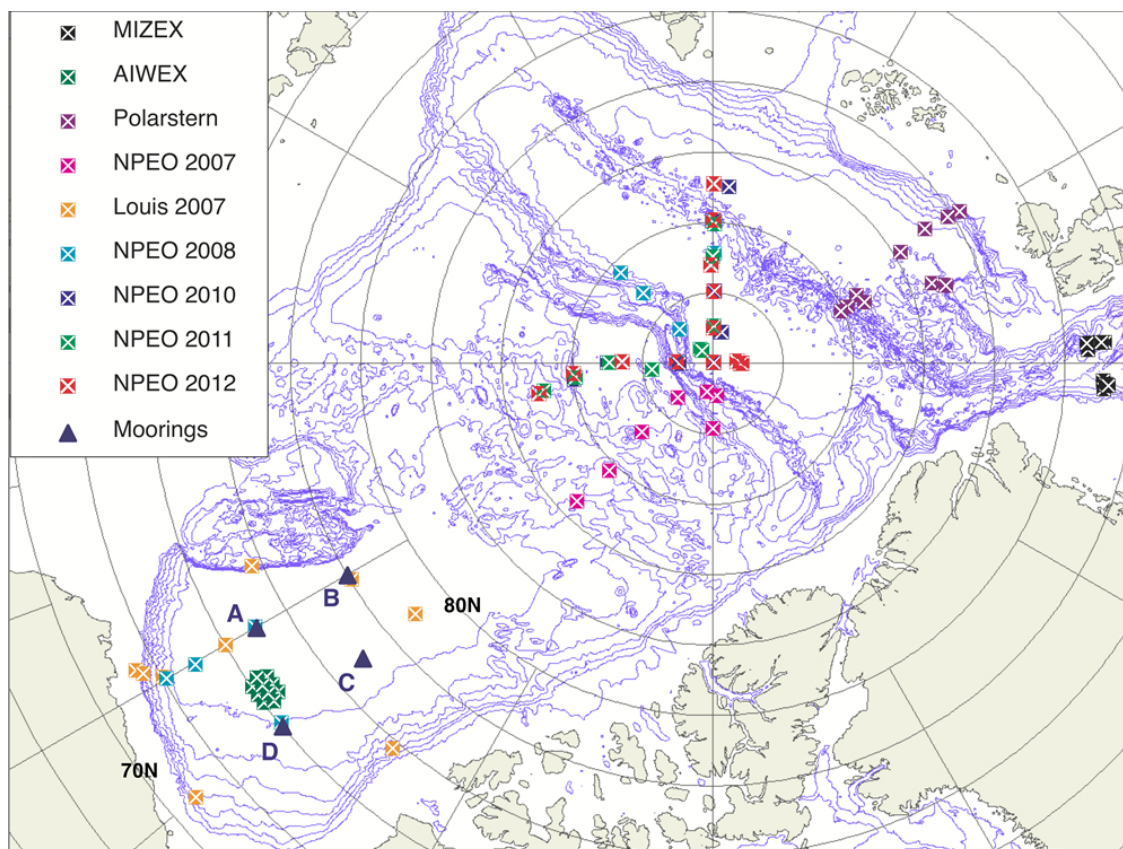 MIZEX
AIWEX
Polarstern
NPEO 2007
Louis 2007
NPEO 2008
NPEO 2010
NPEO 2011
NPEO 2012
Moorings
A
B
80N
C
D
70N